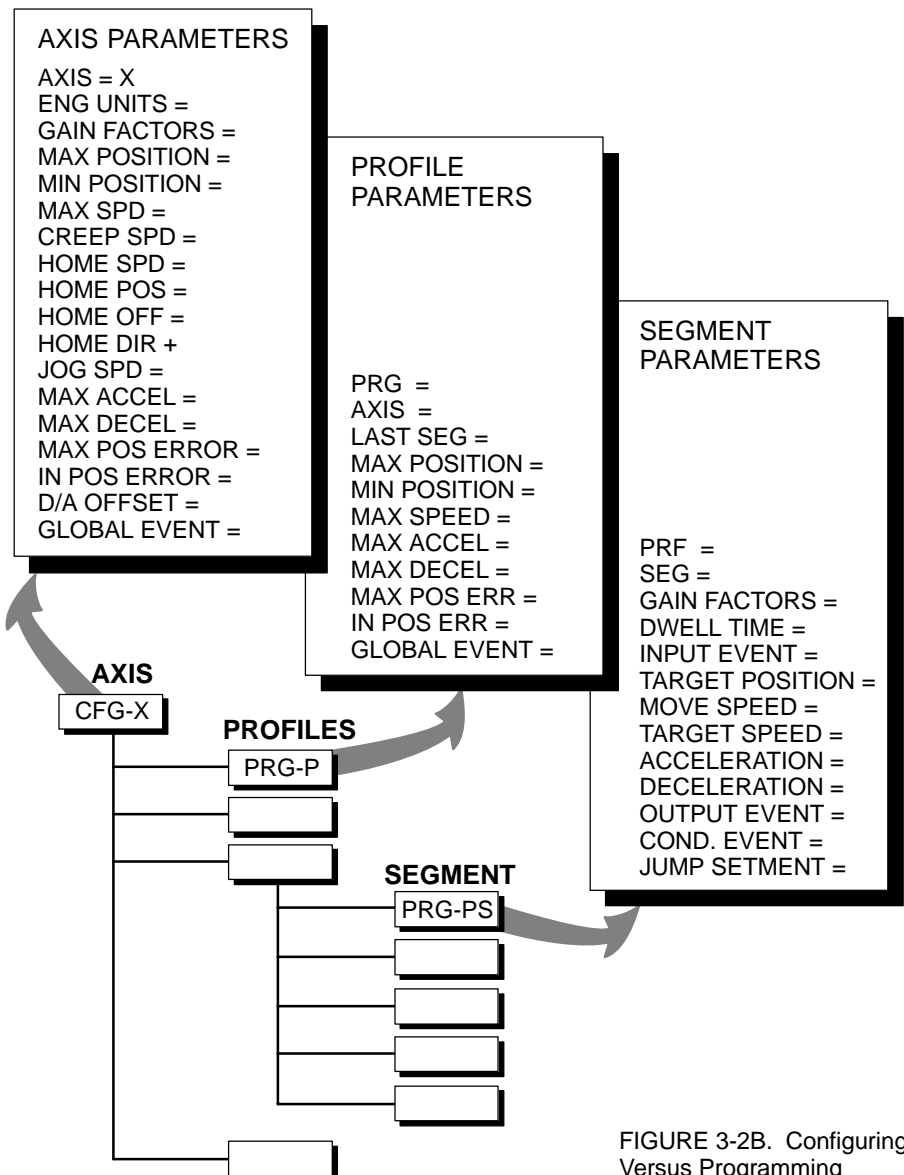 AXIS PARAMETERS
AXIS = X
ENG UNITS =
GAIN FACTORS =
MAX POSITION =
MIN POSITION =
MAX SPD =
CREEP SPD =
HOME SPD =
HOME POS =
HOME OFF =
HOME DIR +
JOG SPD =
MAX ACCEL =
MAX DECEL =
MAX POS ERROR =
IN POS ERROR =
D/A OFFSET =
GLOBAL EVENT =
PROFILE
PARAMETERS
PRG =
AXIS =
LAST SEG =
MAX POSITION =
MIN POSITION =
MAX SPEED =
MAX ACCEL =
MAX DECEL =
MAX POS ERR =
IN POS ERR =
GLOBAL EVENT =
SEGMENT
PARAMETERS
PRF =
SEG =
GAIN FACTORS =
DWELL TIME =
INPUT EVENT =
TARGET POSITION =
MOVE SPEED =
TARGET SPEED =
ACCELERATION =
DECELERATION =
OUTPUT EVENT =
COND. EVENT =
JUMP SETMENT =
AXIS
CFG-X
PROFILES
PRG-P
SEGMENT
PRG-PS
FIGURE 3-2B. Configuring
Versus Programming